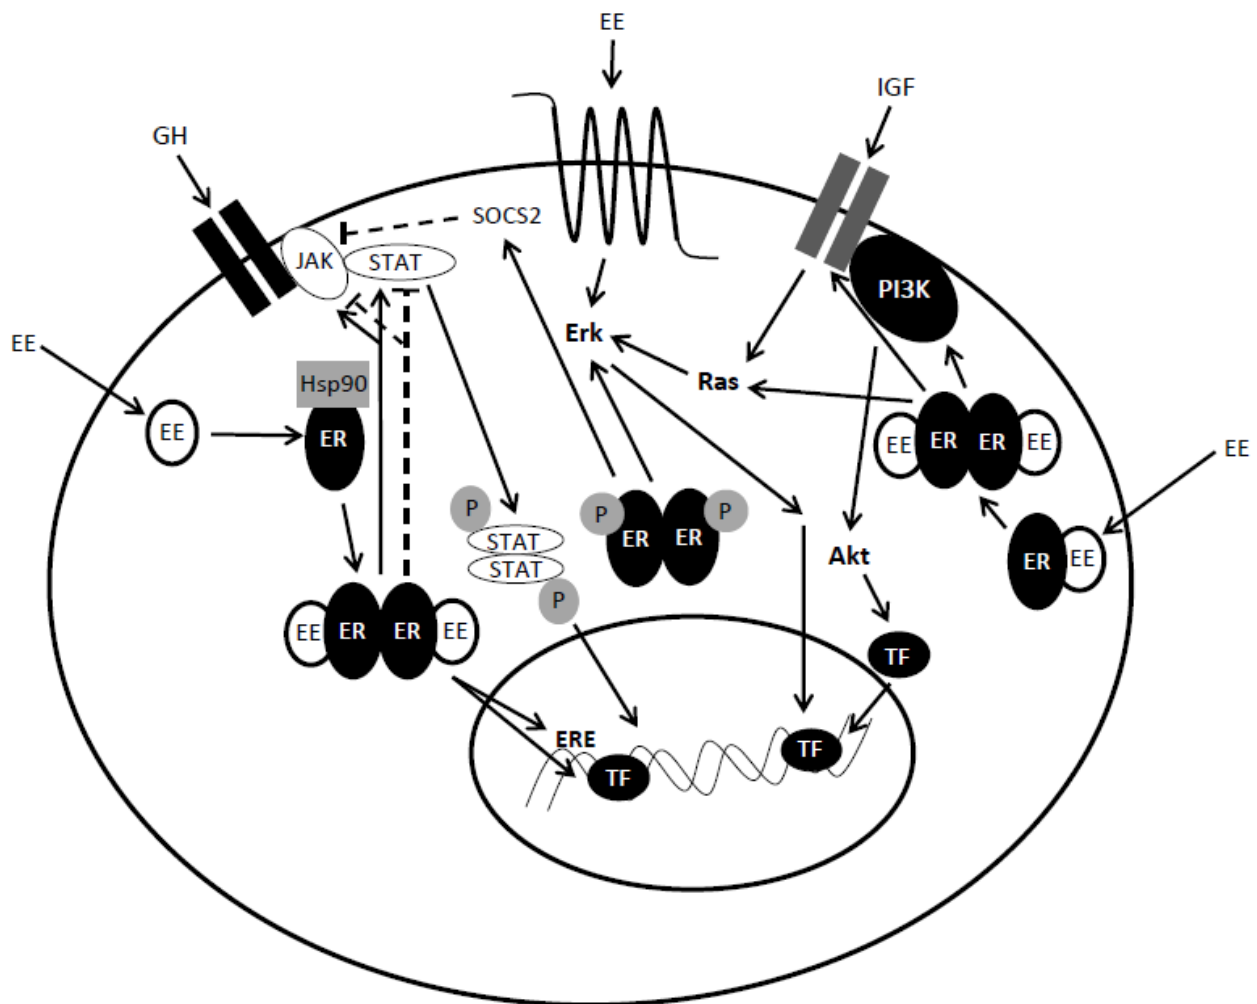 EE
IGF
GH
SOCS2
JAK
STAT
PI3K
Erk
EE
Ras
Hsp90
EE
ER
EE
ER
ER
EE
EE
P
P
P
STAT
ER
ER
STAT
Akt
ER
EE
P
EE
ER
ER
EE
TF
ERE
TF
TF